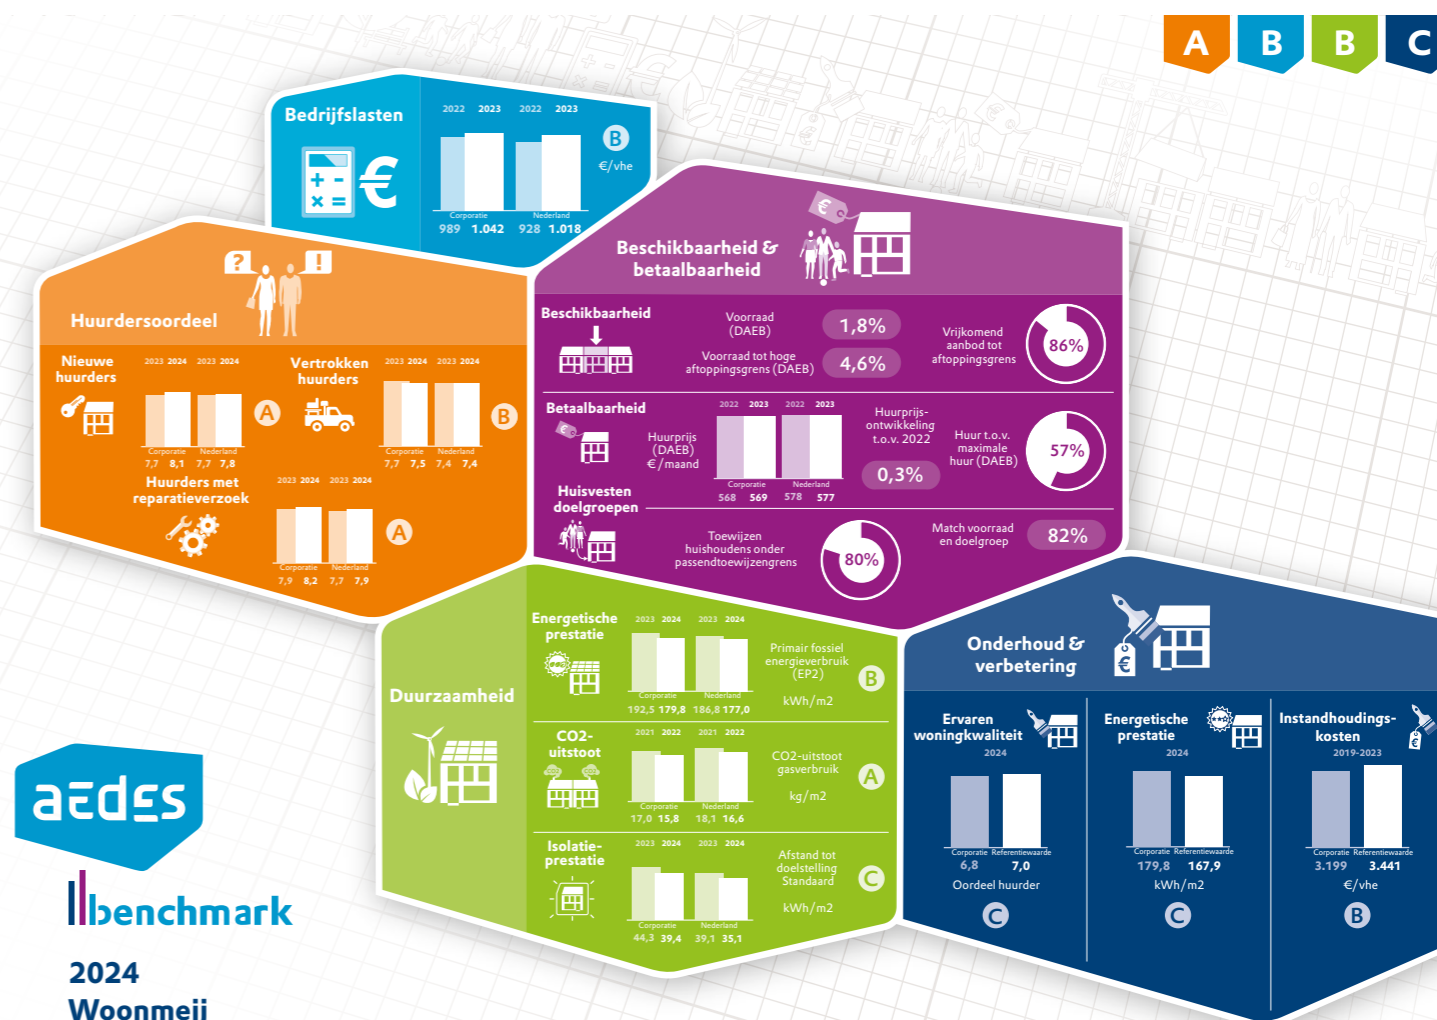 A B B C
Bedrijfslasten
2022 2023 2022 2023
B
€/vhe
+ -
× =
€
Corporatie Nederland
989 1.042 928 1.018
? !
Huurdersoordeel
Nieuwe
huurders
2023 2024 2023 2024
A
Corporatie Nederland
7,7 8,1 7,7 7,8
Vertrokken
huurders
2023 2024 2023 2024
B
Corporatie Nederland
7,7 7,5 7,4 7,4
Huurders met
reparatieverzoek
2023 2024 2023 2024
A
Corporatie Nederland
7,9 8,2 7,7 7,9
€
Beschikbaarheid &
betaalbaarheid
Beschikbaarheid
Voorraad
(DAEB)
1,8%
Voorraad tot hoge
aftoppingsgrens (DAEB)
4,6%
Vrijkomend
aanbod tot
aftoppingsgrens
86%
Betaalbaarheid
€
Huurprijs
(DAEB)
€/maand
2022 2023 2022 2023
Corporatie Nederland
568 569 578 577
Huurprijs-
ontwikkeling
t.o.v. 2022
0,3%
Huur t.o.v.
maximale
huur (DAEB)
57%
Huisvesten
doelgroepen
Toewijzen
huishoudens onder
passendtoewijzengrens
80%
Match voorraad
en doelgroep
82%
Duurzaamheid
Energetische
prestatie
2023 2024 2023 2024
Corporatie Nederland
192,5 179,8 186,8 177,0
Primair fossiel
energieverbruik
(EP2)
kWh/m2
B
CO2-
uitstoot
CO2 CO2
2021 2022 2021 2022
Corporatie Nederland
17,0 15,8 18,1 16,6
CO2-uitstoot
gasverbruik
kg/m2
A
Isolatie-
prestatie
2023 2024 2023 2024
Corporatie Nederland
44,3 39,4 39,1 35,1
Afstand tot
doelstelling
Standaard
kWh/m2
C
Onderhoud &
verbetering
€
Ervaren
woningkwaliteit
2024
Corporatie Referentiewaarde
6,8 7,0
Oordeel huurder
C
Energetische
prestatie
2024
Corporatie Referentiewaarde
179,8 167,9
kWh/m2
C
Instandhoudings-
kosten
2019-2023
€
Corporatie Referentiewaarde
3.199 3.441
€/vhe
B
aedes
benchmark
2024
Woonmeij